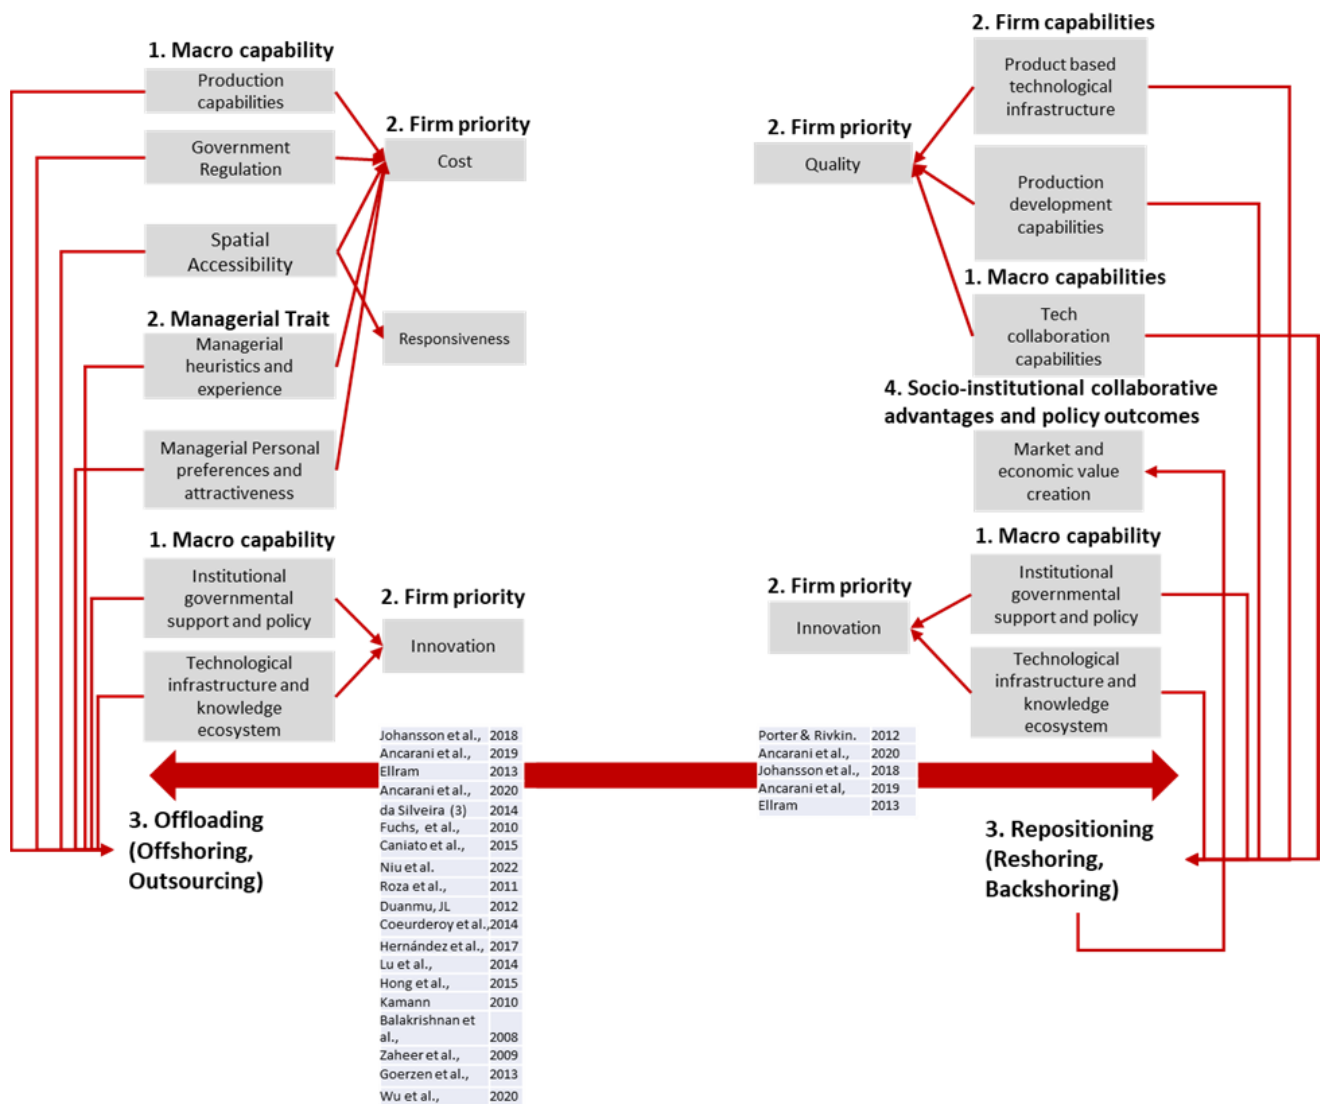 1. Macro capability
Production
capabilities
Government
Regulation
Spatial
Accessibility
2. Managerial Trait
Managerial
heuristics and
experience
Managerial Personal
preferences and
attractiveness
1. Macro capability
Institutional
governmental
support and policy
Technological
infrastructure and
knowledge
ecosystem
2. Firm priority
Cost
Responsiveness
2. Firm priority
Innovation
2. Firm priority
Quality
2. Firm capabilities
Product based
technological
infrastructure
Production
development
capabilities
1. Macro capabilities
Tech
collaboration
capabilities
4. Socio-institutional collaborative
advantages and policy outcomes
Market and
economic value
creation
1. Macro capability
Institutional
governmental
support and policy
Technological
infrastructure and
knowledge
ecosystem
2. Firm priority
Innovation
Johansson et al., 2018
Ancarani et al., 2019
Ellram 2013
Ancarani et al., 2020
da Silveira (3) 2014
Fuchs, et al., 2010
Caniato et al., 2015
Niu et al. 2022
Roza et al., 2011
Duanmu, JL 2012
Coeurderoy et al., 2014
Hernández et al., 2017
Lu et al., 2014
Hong et al., 2015
Kamann 2010
Balakrishnan et
al., 2008
Zaheer et al., 2009
Goerzen et al., 2013
Wu et al., 2020
Porter & Rivkin. 2012
Ancarani et al., 2020
Johansson et al., 2018
Ancarani et al, 2019
Ellram 2013
3. Offloading
(Offshoring,
Outsourcing)
3. Repositioning
(Reshoring,
Backshoring)